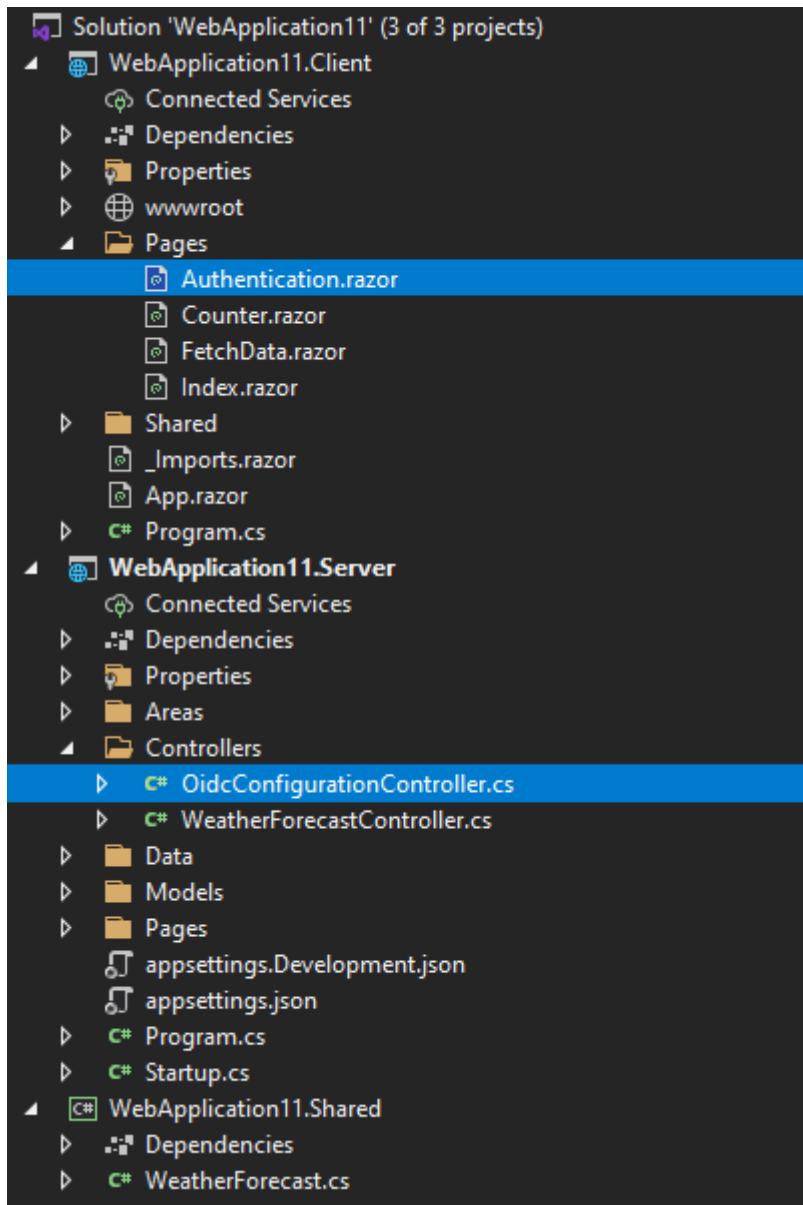 Solution 'WebApplication11' (3 of 3 projects)
WebApplication11.Client
Connected Services
Dependencies
Properties
wwwroot
Pages
Authentication.razor
Counter.razor
FetchData.razor
Index.razor
Shared
_Imports.razor
App.razor
C# Program.cs
WebApplication11.Server
Connected Services
Dependencies
Properties
Areas
Controllers
C# OidcConfigurationController.cs
C# WeatherForecastController.cs
Data
Models
Pages
appsettings.Development.json
appsettings.json
C# Program.cs
C# Startup.cs
C# WebApplication11.Shared
Dependencies
C# WeatherForecast.cs